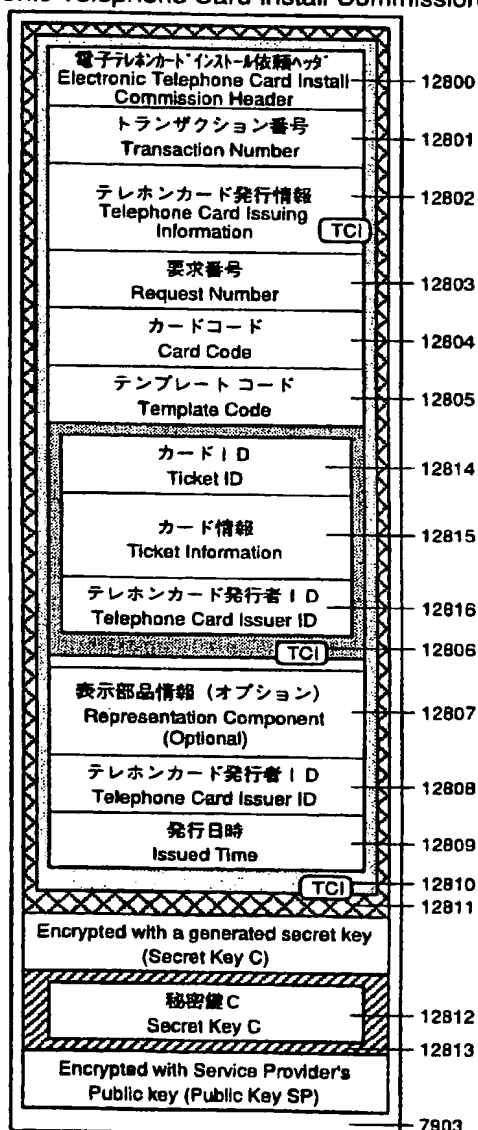 Telephone Card Install Commission
電子テレホンカードインストール依頼ヘッダ
Electronic Telephone Card Install
Commission Header
12800
トランザクション番号
Transaction Number
12801
テレホンカード発行情報
Telephone Card Issuing
Information
TCI
12802
要求番号
Request Number
12803
カードコード
Card Code
12804
テンプレート コード
Template Code
12805
カードID
Ticket ID
12814
カード情報
Ticket Information
12815
テレホンカード発行者ID
Telephone Card Issuer ID
12816
TCI
12806
表示部品情報(オプション)
Representation Component
(Optional)
12807
テレホンカード発行者ID
Telephone Card Issuer ID
12808
発行日時
Issued Time
12809
TCI
12810
12811
Encrypted with a generated secret key
(Secret Key C)
秘密鍵C
Secret Key C
12812
12813
Encrypted with Service Provider's
Public key (Public Key SP)
7903